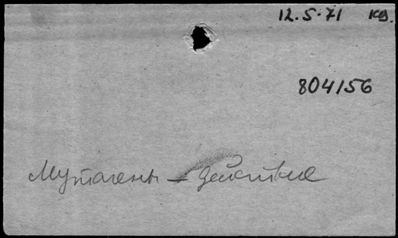 12.5.71 КВ.
804156
Мутагены – действие